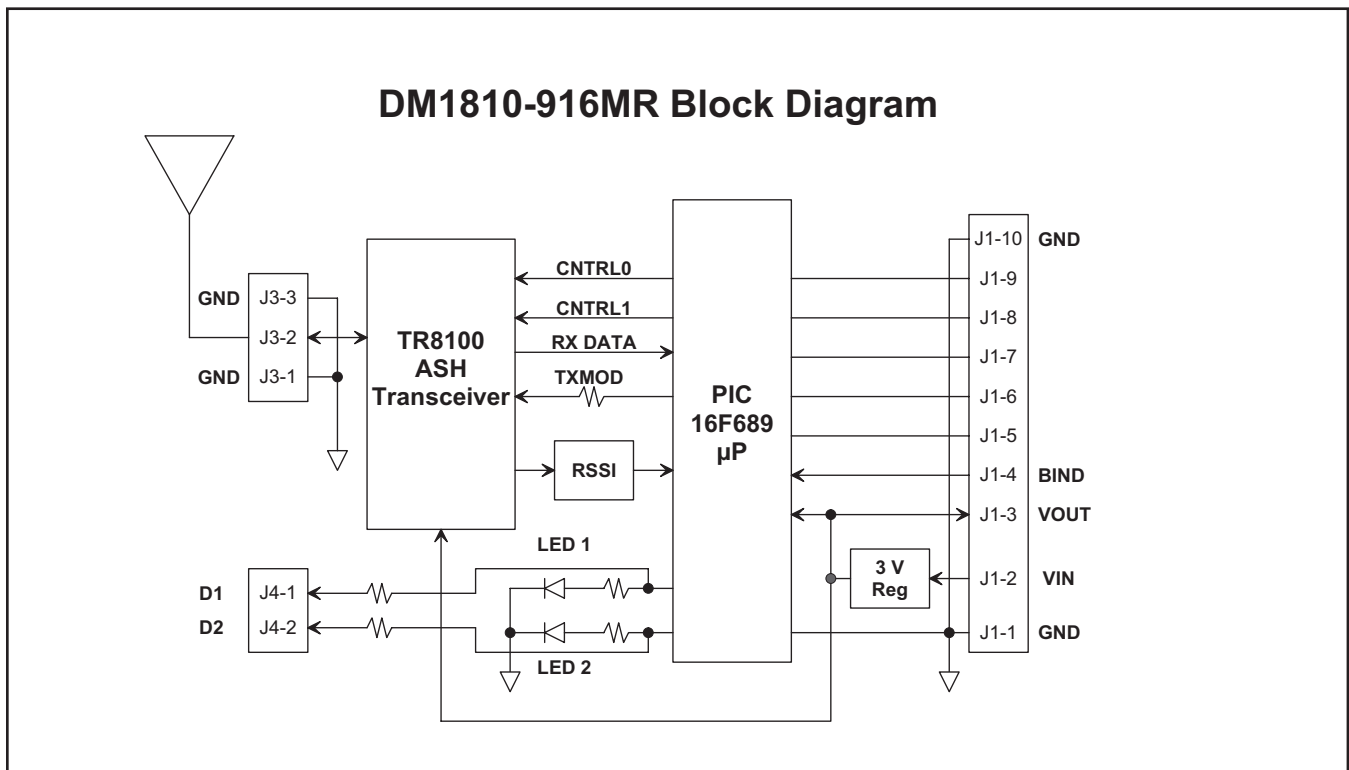 DM1810-916MR Block Diagram
GND
J3-3
J3-2
GND
J3-1
TR8100
ASH
Transceiver
CNTRL0
CNTRL1
RX DATA
TXMOD
RSSI
PIC
16F689
µP
J1-10 GND
J1-9
J1-8
J1-7
J1-6
J1-5
J1-4 BIND
J1-3 VOUT
3 V
Reg
J1-2 VIN
J1-1 GND
LED 1
D1 J4-1
D2 J4-2
LED 2